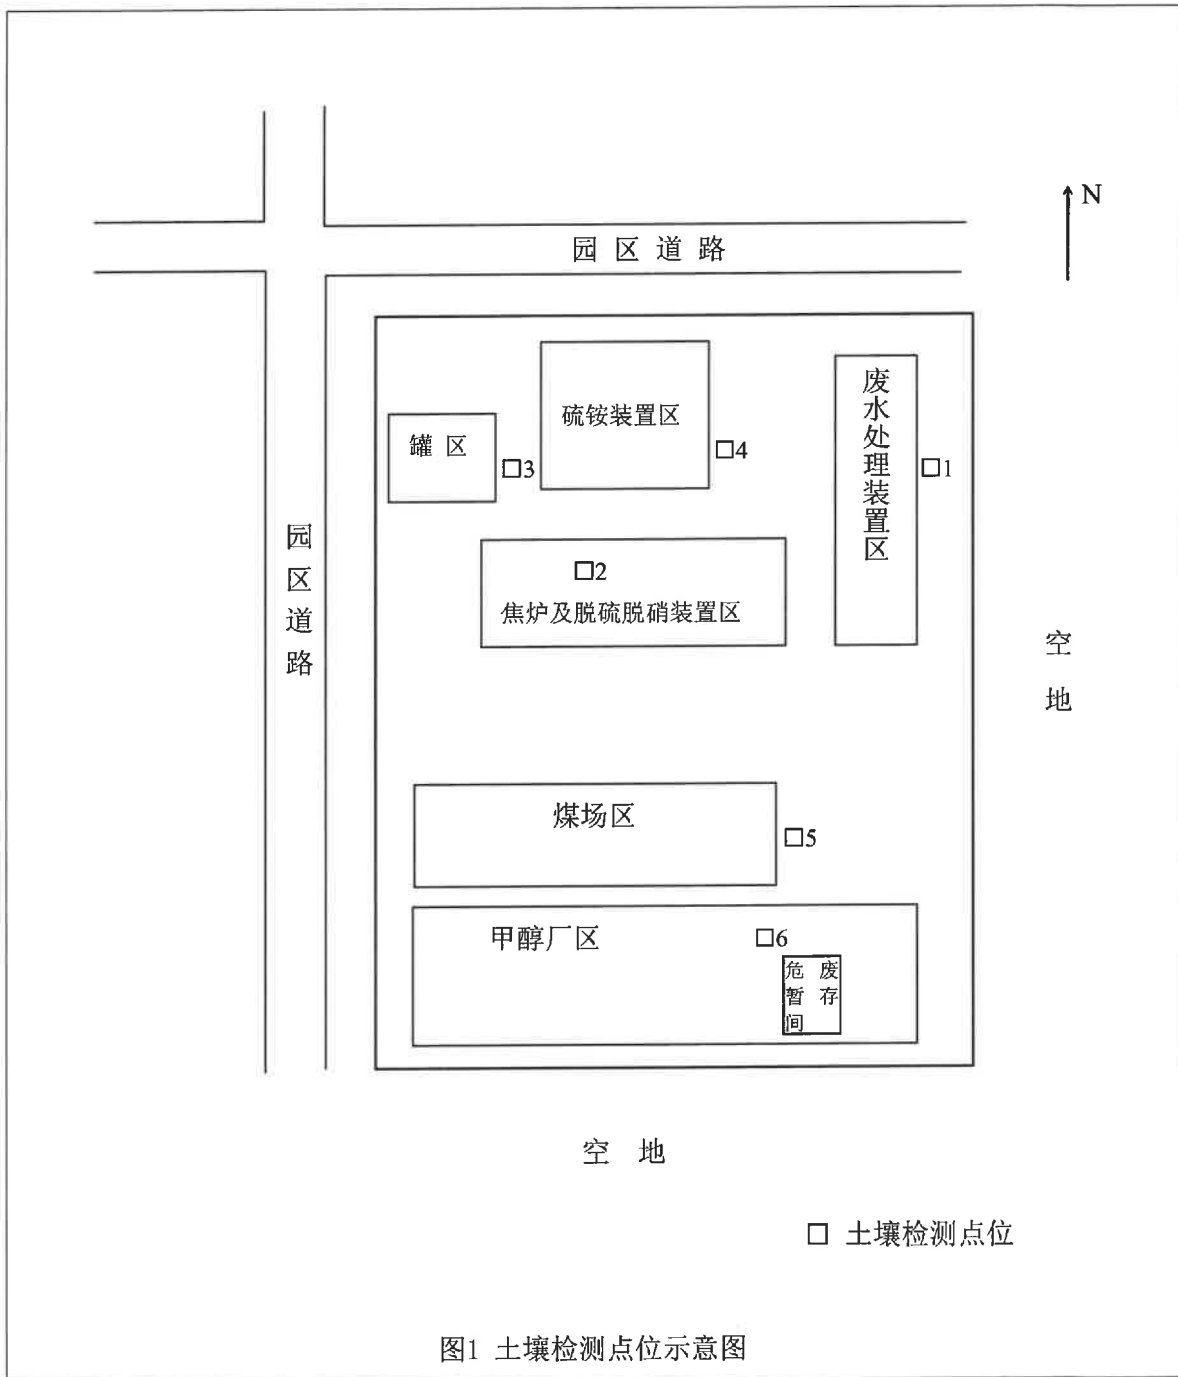 N
园区道路
硫铵装置区
罐区
□3
□4
废水处理装置区
□1
园区道路
□2
焦炉及脱硫脱硝装置区
空地
煤场区
□5
甲醇厂区
□6
危废
暂存
间
空地
□ 土壤检测点位
图1 土壤检测点位示意图